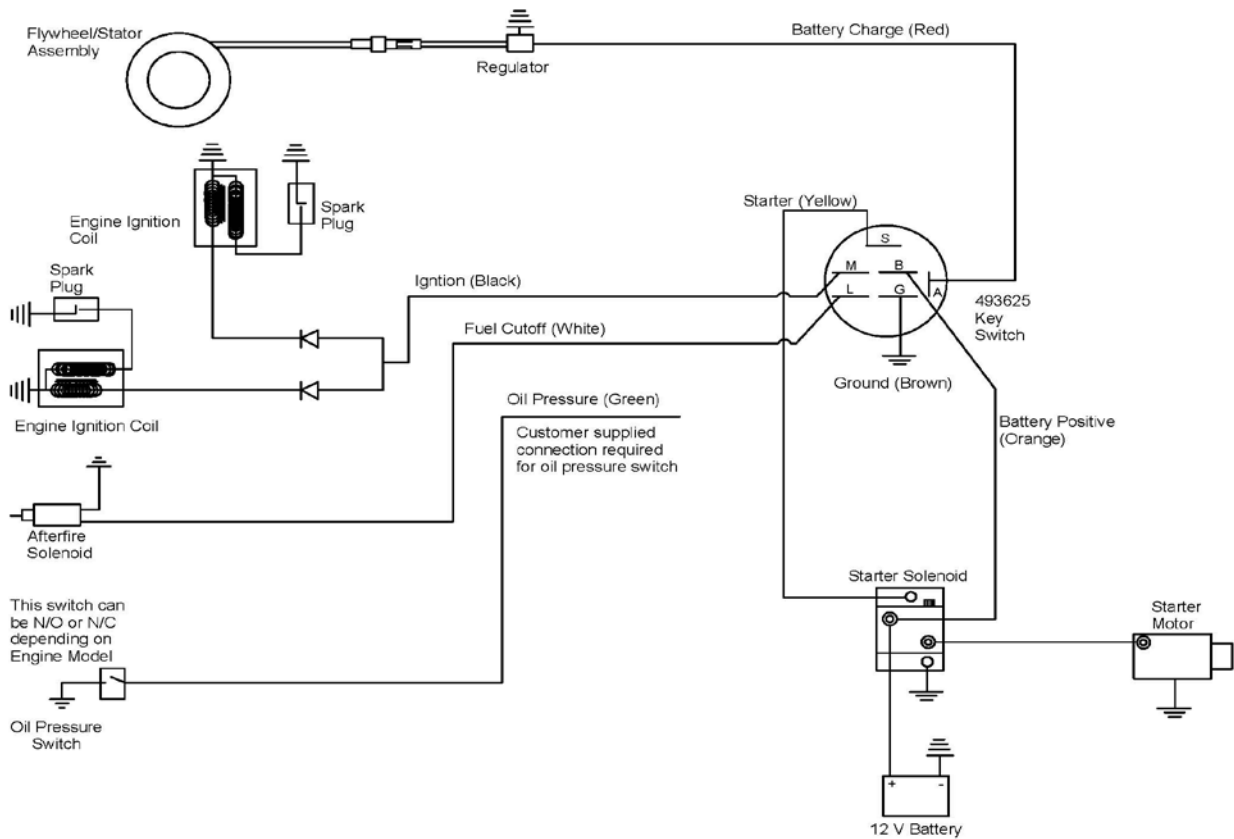 Flywheel/Stator
Assembly
Battery Charge (Red)
Regulator
Starter (Yellow)
Engine Ignition
Coil
Spark
Plug
S
M
B
L
G
A
493625
Key
Switch
Spark
Plug
Igntion (Black)
Fuel Cutoff (White)
Ground (Brown)
Engine Ignition Coil
Oil Pressure (Green)
Customer supplied
connection required
for oil pressure switch
Battery Positive
(Orange)
Afterfire
Solenoid
Starter Solenoid
This switch can
be N/O or N/C
depending on
Engine Model
Starter
Motor
Oil Pressure
Switch
+
-
12 V Battery